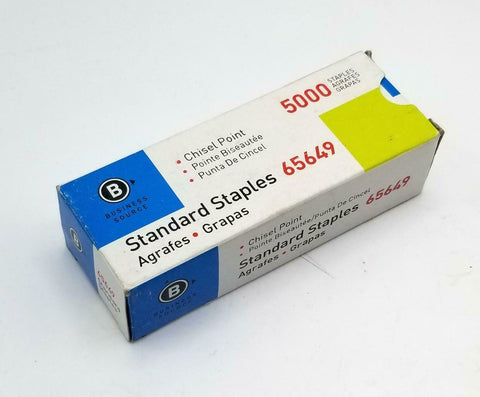 5000
STAPLES
AGRAFES
GRAPAS
• Chisel Point
• Pointe Biseautée
• Punta De Cincel
Standard Staples 65649
Agrafes • Grapas
B
BUSINESS
SOURCE
• Chisel Point
• Pointe Biseautée/Punta De Cincel
Standard Staples 65649
Agrafes • Grapas
B
BUSINESS
SOURCE
65649